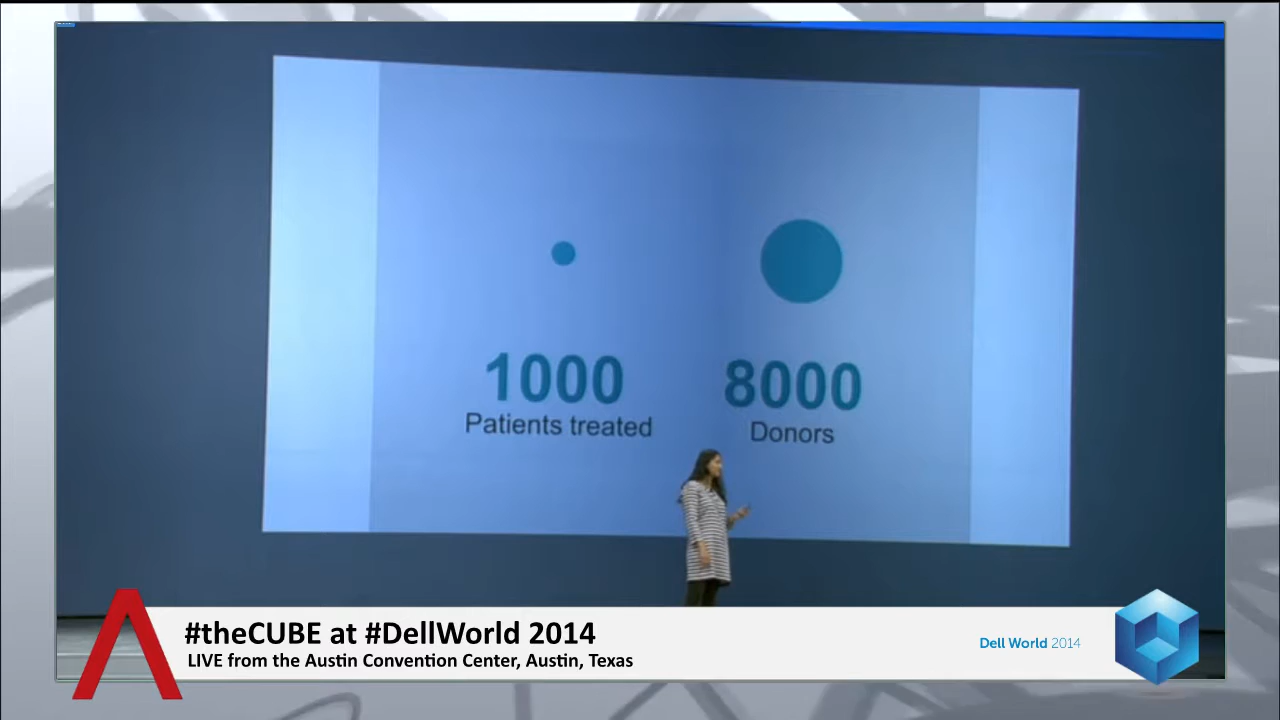 1000
Patients treated
8000
Donors
#theCUBE at #DellWorld 2014
LIVE from the Austin Convention Center, Austin, Texas
Dell World 2014